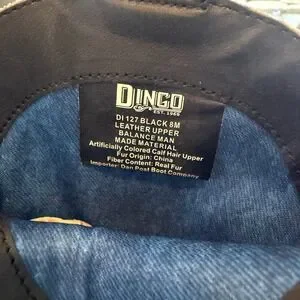 DINGO
EST. 1969
DI 127 BLACK 8M
LEATHER UPPER
BALANCE MAN
MADE MATERIAL
Artificially Colored Calf Hair Upper
Fur Origin: China
Fiber Content: Real Fur
Importer: Dan Post Boot Company